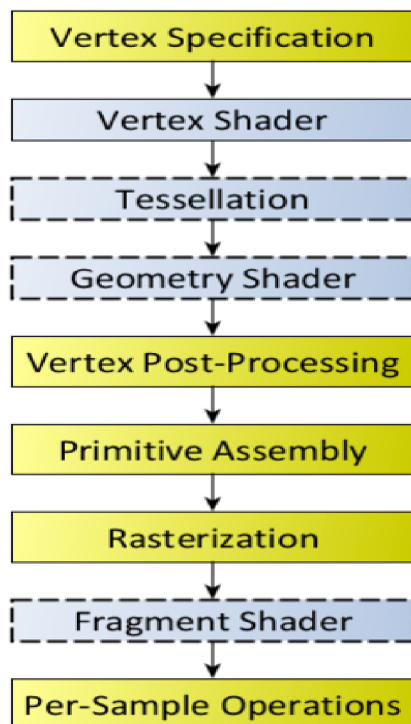 Vertex Specification
Vertex Shader
Tessellation
Geometry Shader
Vertex Post-Processing
Primitive Assembly
Rasterization
Fragment Shader
Per-Sample Operations